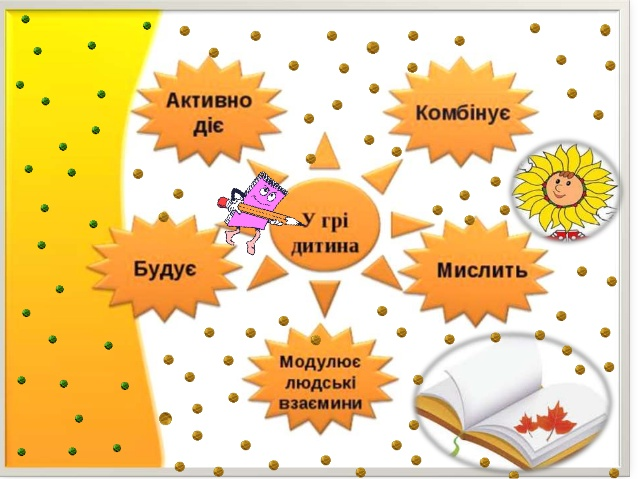 Активно
діє
Комбінує
У грі
дитина
Будує
Мислить
Модулює
людські
взаємини